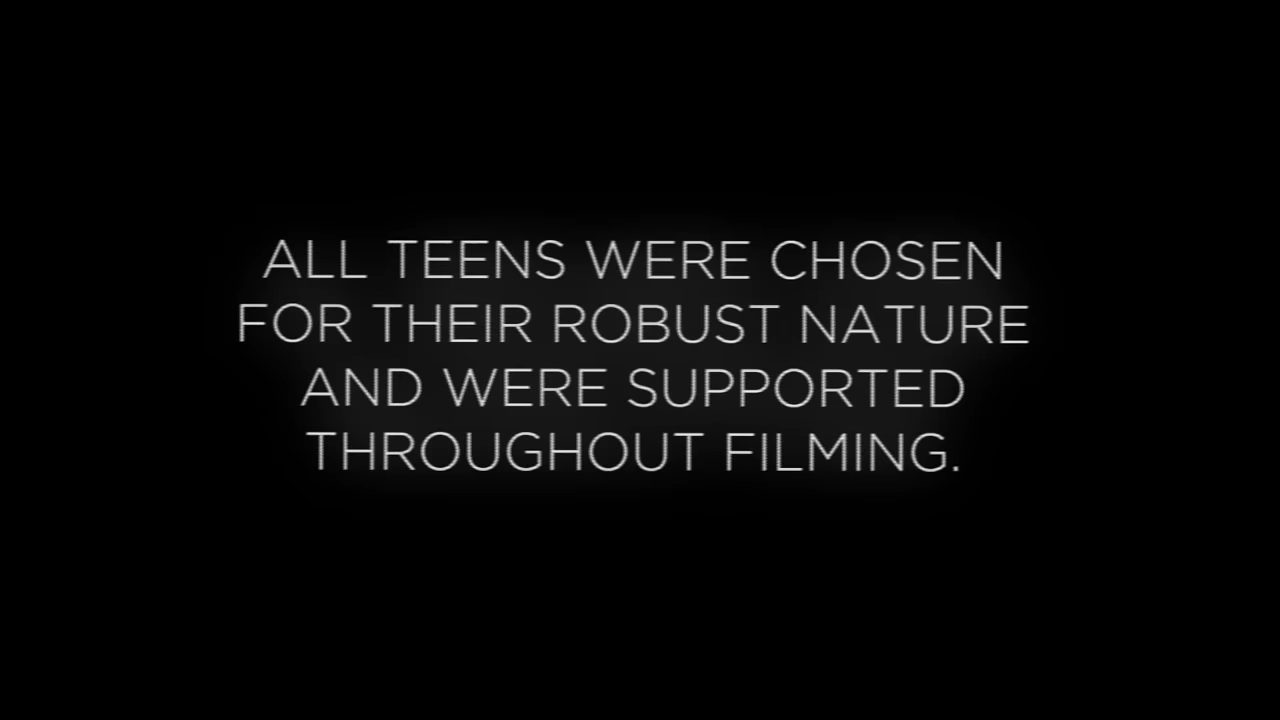 ALL TEENS WERE CHOSEN
FOR THEIR ROBUST NATURE
AND WERE SUPPORTED
THROUGHOUT FILMING.